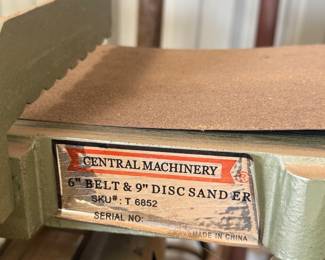 CENTRAL MACHINERY
6" BELT & 9" DISC SANDER
SKU#: T 6852
SERIAL NO:
MADE IN CHINA